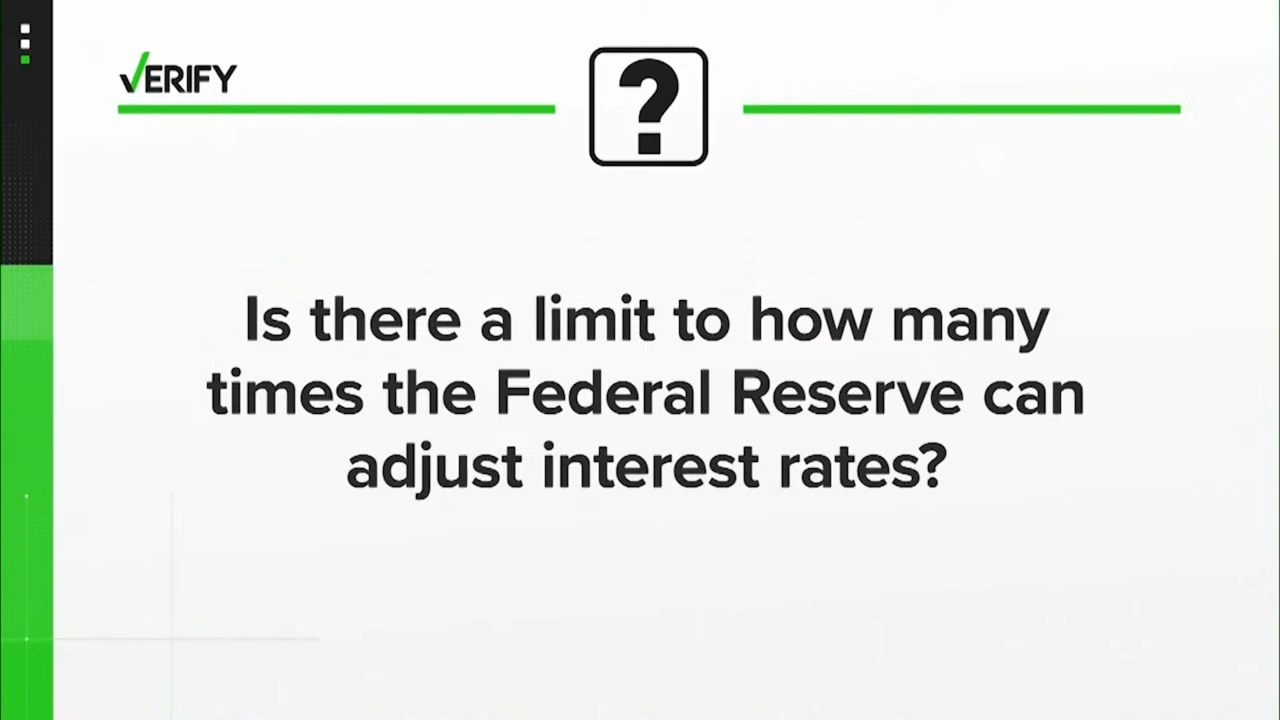 VERIFY
?
Is there a limit to how many
times the Federal Reserve can
adjust interest rates?